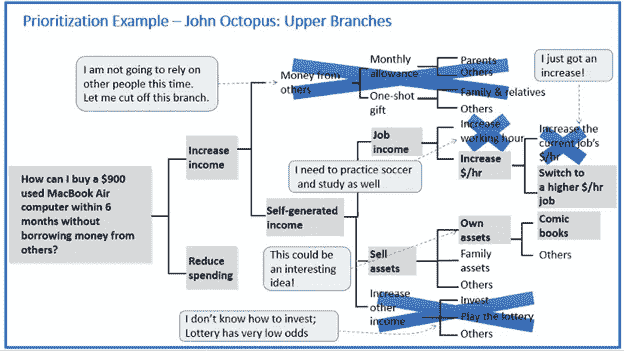 Prioritization Example – John Octopus: Upper Branches
I am not going to rely on
other people this time.
Let me cut off this branch.
Money from
others
Monthly
allowance
Parents
Others
One-shot
gift
Family & relatives
Others
I just got an
increase!
How can I buy a $900
used MacBook Air
computer within 6
months without
borrowing money from
others?
Increase
income
Reduce
spending
Self-generated
income
Job
income
Increase
working hour
Increase
$/hr
Increase the
current job's
$/hr
Switch to
a higher $/hr
job
I need to practice soccer
and study as well
This could be
an interesting
idea!
Sell
assets
Own
assets
Family
assets
Others
Comic
books
Others
Increase
other
income
Invest
Play the lottery
Others
I don't know how to invest;
Lottery has very low odds